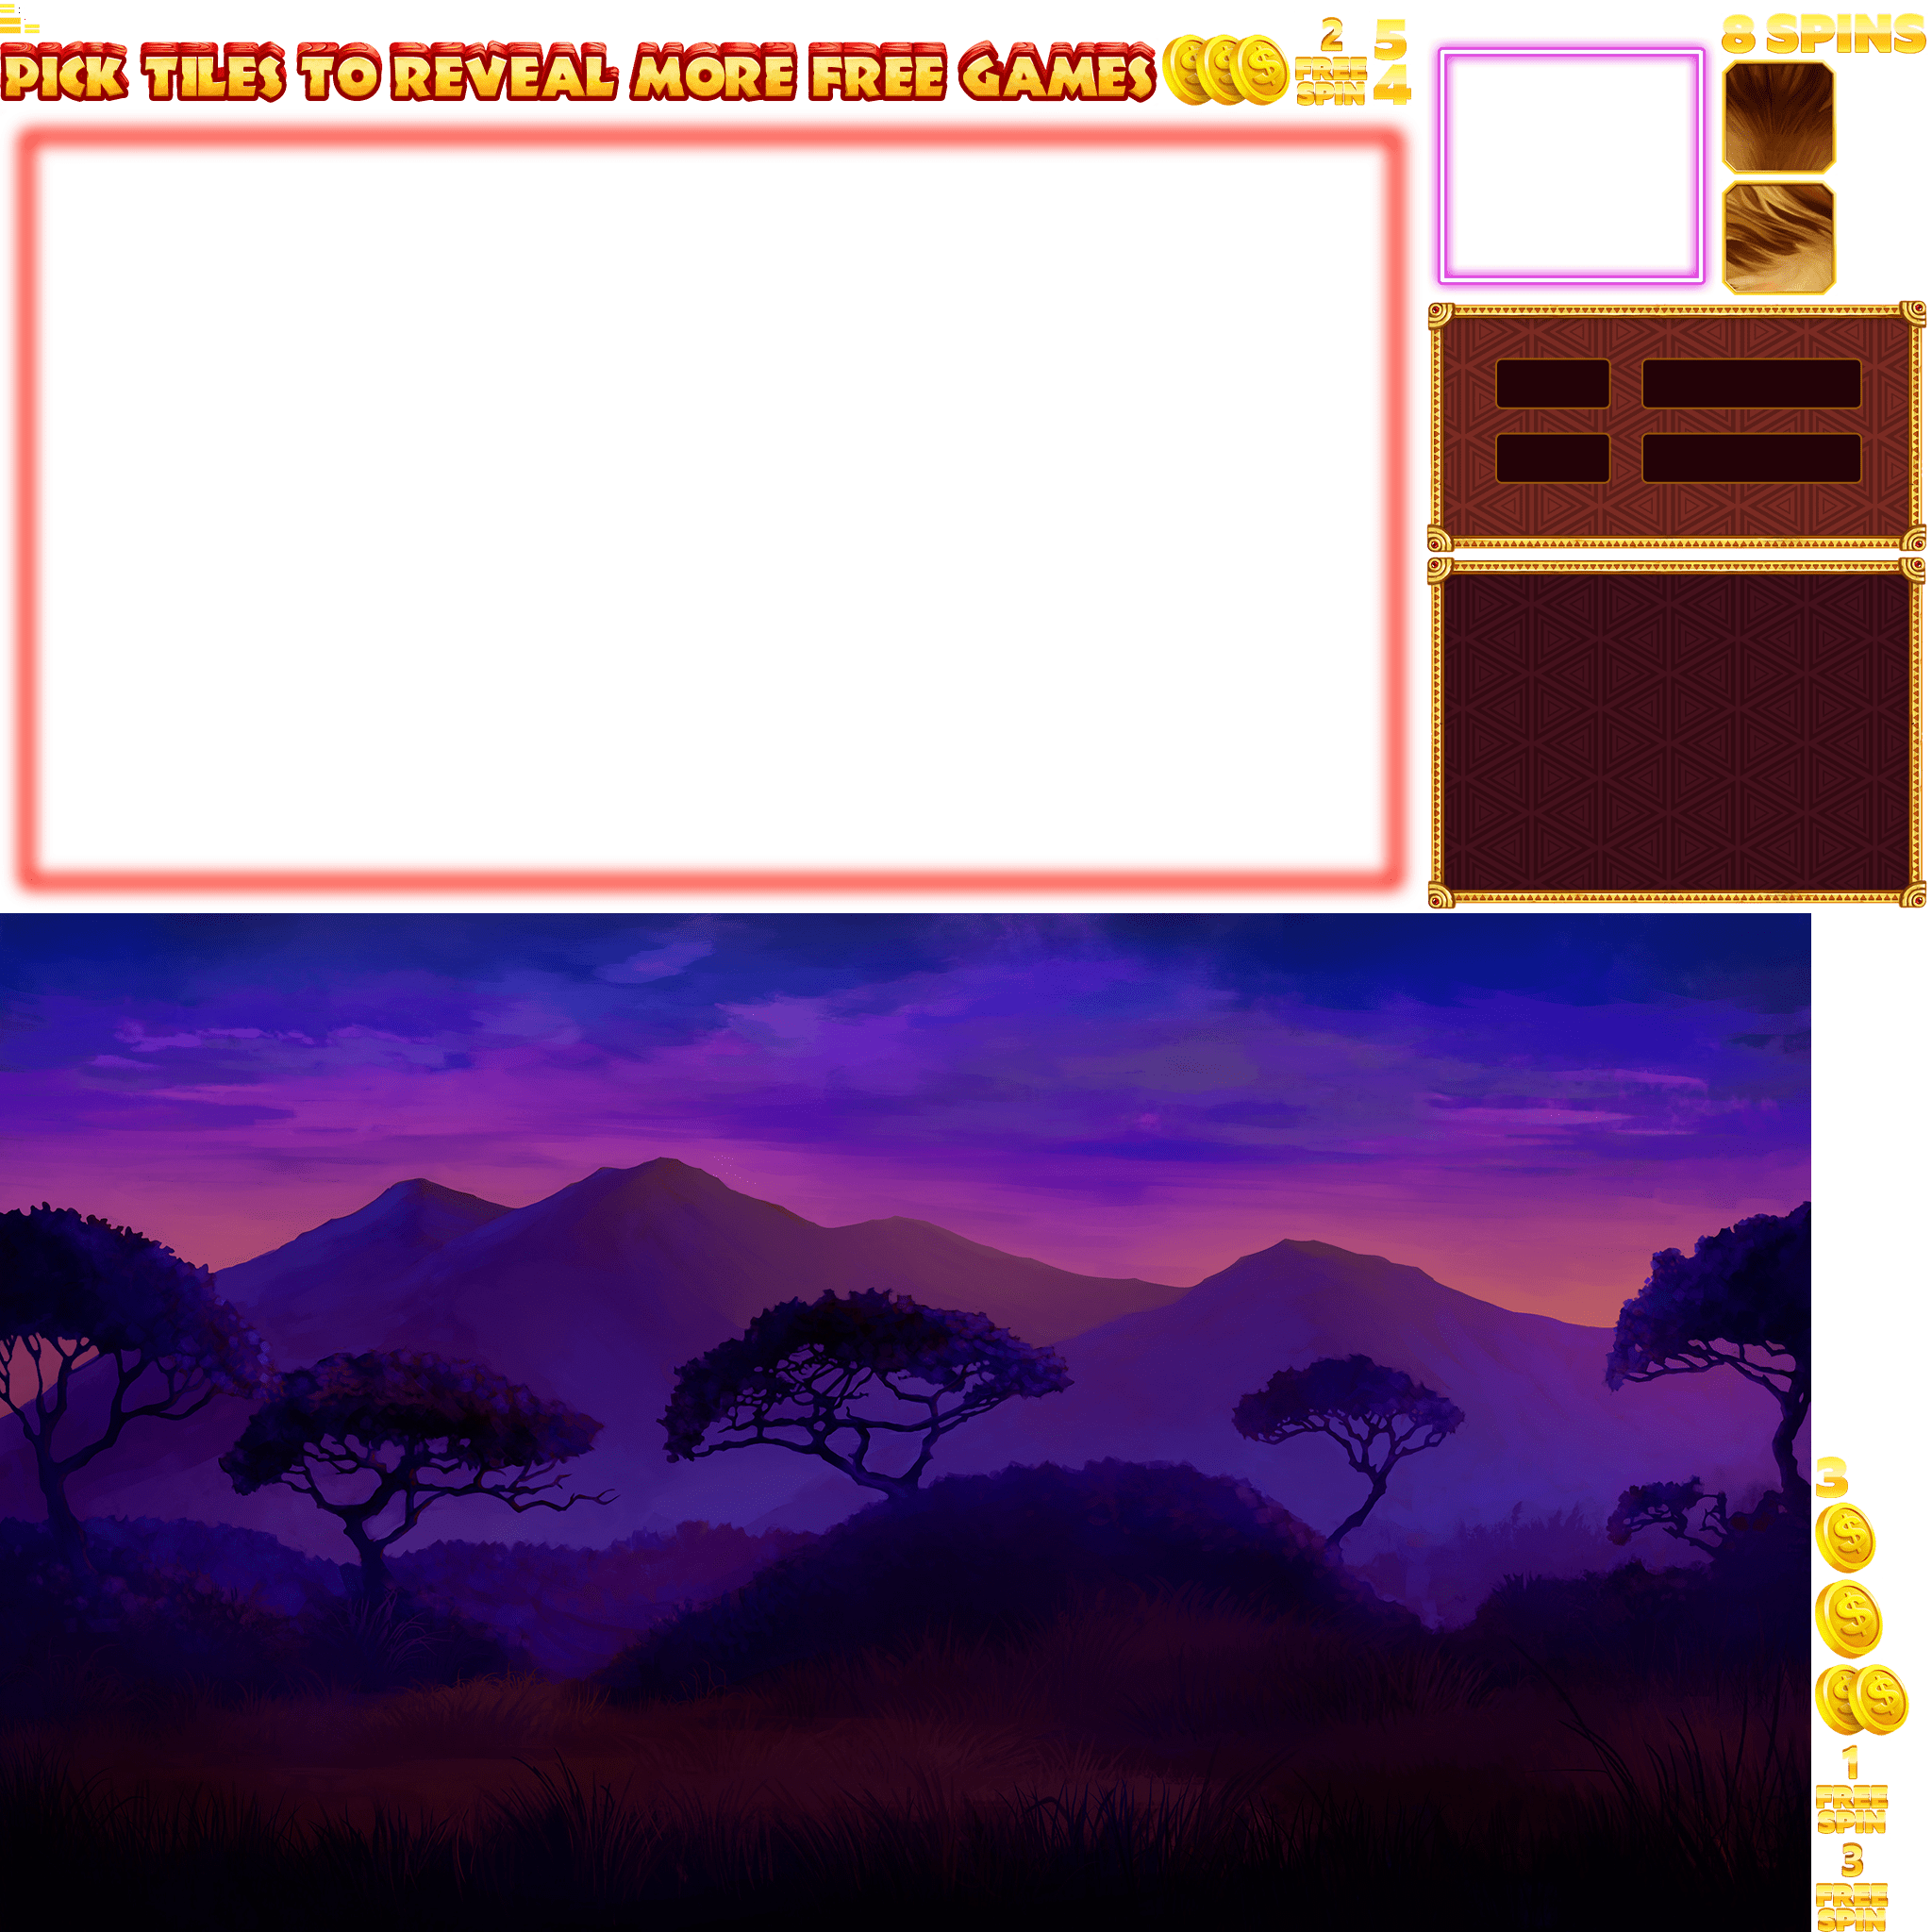 PICK TILES TO REVEAL MORE FREE GAMES
2
FREE
SPIN
5
4
8 SPINS
3
1
FREE
SPIN
3
FREE
SPIN